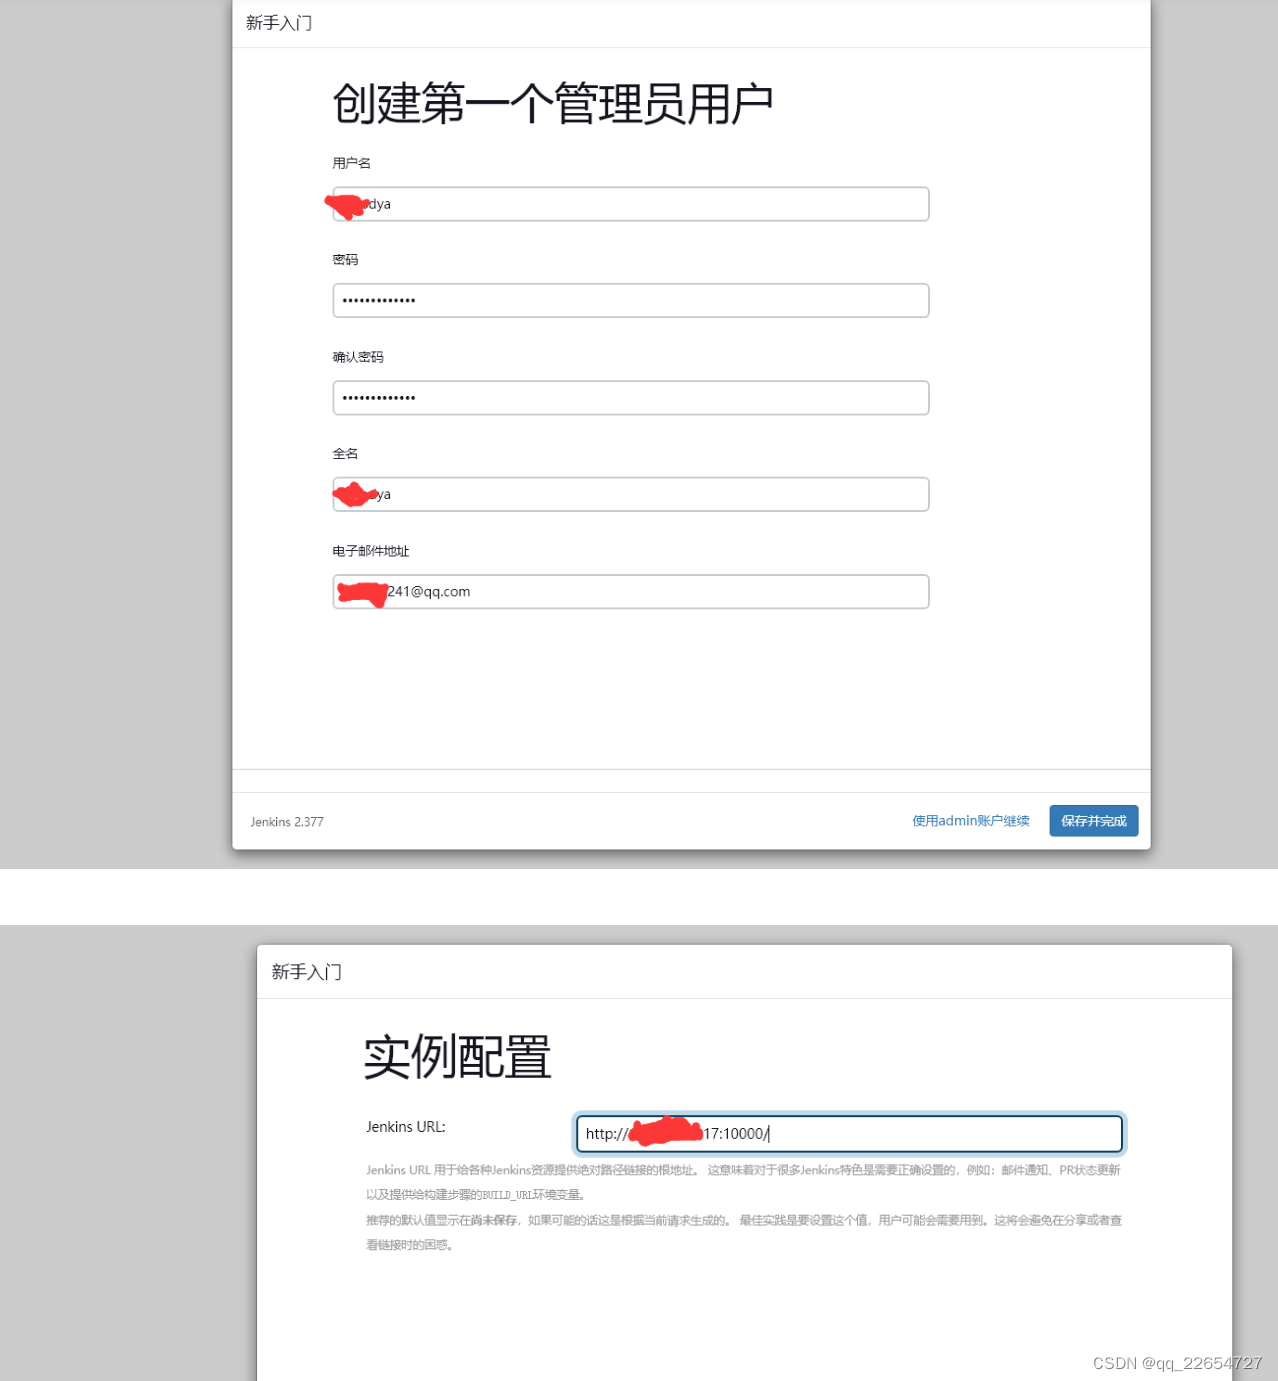 新手入门
创建第一个管理员用户
用户名
dya
密码
•••••••••••••
确认密码
•••••••••••••
全名
ya
电子邮件地址
241@qq.com
Jenkins 2.377
使用admin账户继续
保存并完成
新手入门
实例配置
Jenkins URL:
http://17:10000/
Jenkins URL 用于给各种Jenkins资源提供绝对路径链接的根地址。 这意味着对于很多Jenkins特色是需要正确设置的，例如：邮件通知、PR状态更新
以及提供给构建步骤的BUILD_URL环境变量。
推荐的默认值显示在尚未保存，如果可能的话这是根据当前请求生成的。 最佳实践是要设置这个值，用户可能会需要用到。这将会避免在分享或者查
看链接时的困惑。
CSDN @qq_22654727